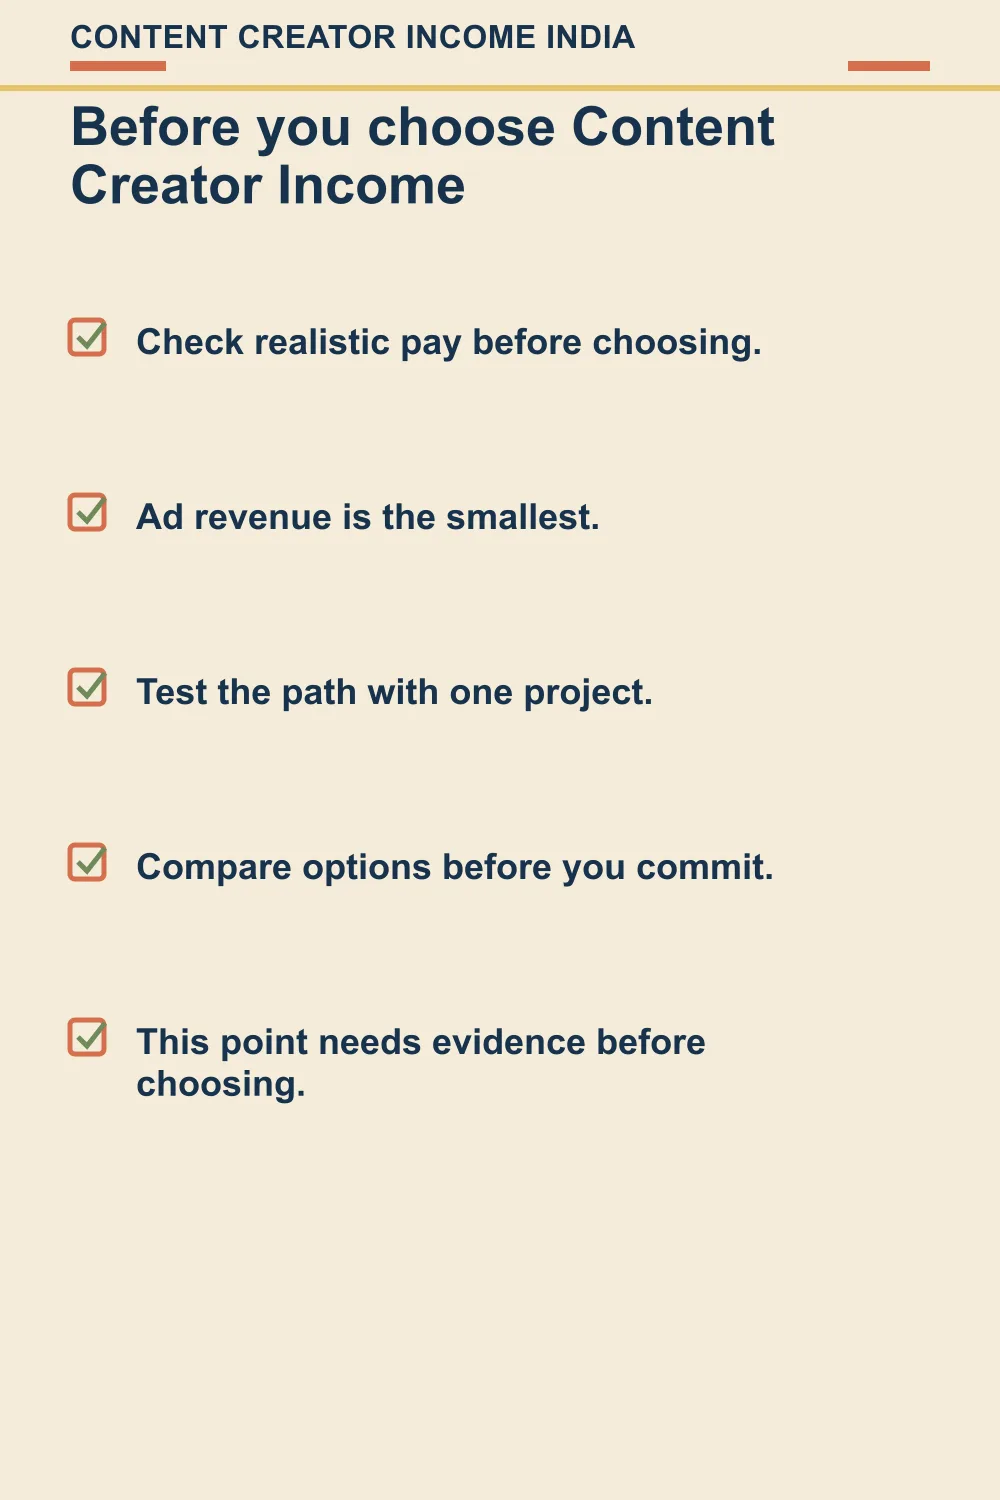 CONTENT CREATOR INCOME INDIA
Before you choose Content
Creator Income
Check realistic pay before choosing.
Ad revenue is the smallest.
Test the path with one project.
Compare options before you commit.
This point needs evidence before
choosing.